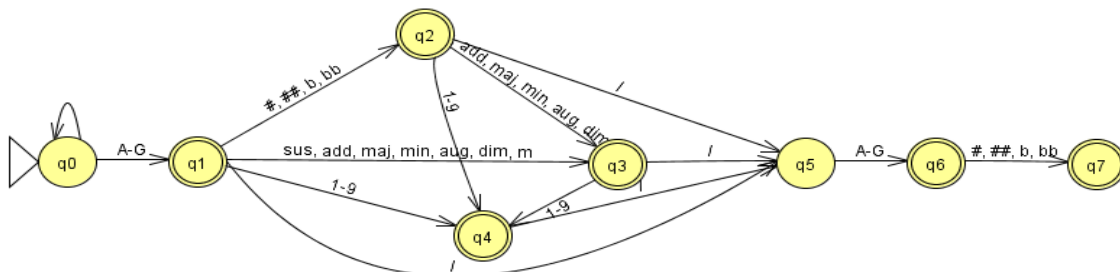 q0
A-G
q1
#, ##, b, bb
q2
add, maj, min, aug, dim
/
1-9
sus, add, maj, min, aug, dim, m
q3
/
1-9
1-9
q4
/
/
q5
A-G
q6
#, ##, b, bb
q7